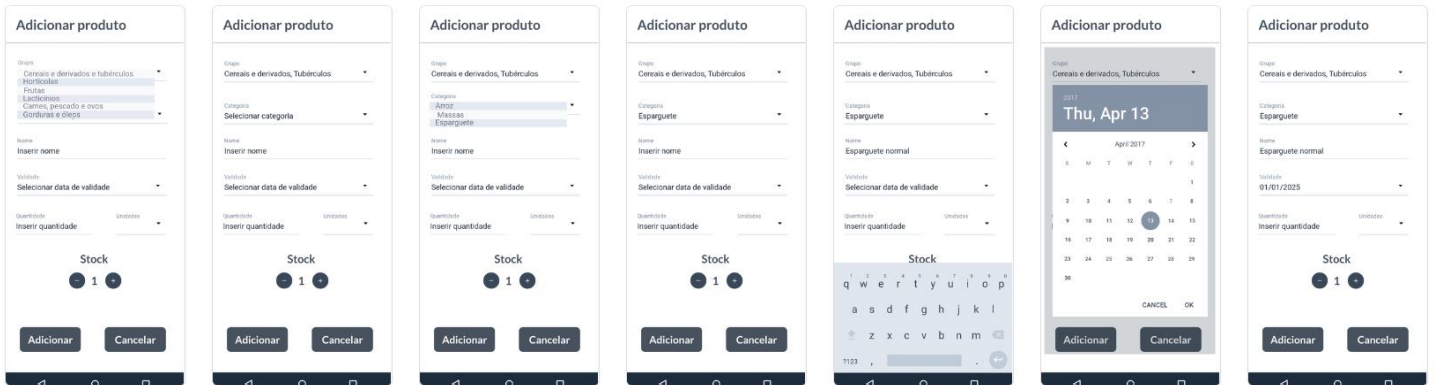 Adicionar produto
Grupo
Cereais e derivados e tubérculos
Hortícolas
Frutas
Lacticínios
Carnes, pescado e ovos
Gorduras e óleos
Nome
Inserir nome
Validade
Selecionar data de validade
Quantidade Unidades
Inserir quantidade
Stock
- 1 +
Adicionar Cancelar
Adicionar produto
Grupo
Cereais e derivados, Tubérculos
Categoria
Selecionar categoria
Nome
Inserir nome
Validade
Selecionar data de validade
Quantidade Unidades
Inserir quantidade
Stock
- 1 +
Adicionar Cancelar
Adicionar produto
Grupo
Cereais e derivados, Tubérculos
Categoria
Arroz
Massas
Esparguete
Nome
Inserir nome
Validade
Selecionar data de validade
Quantidade Unidades
Inserir quantidade
Stock
- 1 +
Adicionar Cancelar
Adicionar produto
Grupo
Cereais e derivados, Tubérculos
Categoria
Esparguete
Nome
Inserir nome
Validade
Selecionar data de validade
Quantidade Unidades
Inserir quantidade
Stock
- 1 +
Adicionar Cancelar
Adicionar produto
Grupo
Cereais e derivados, Tubérculos
Categoria
Esparguete
Nome
Esparguete normal
Validade
Selecionar data de validade
Quantidade Unidades
Inserir quantidade
Stock
1 2 3 4 5 6 7 8 9 0
q w e r t y u i o p
a s d f g h j k l
z x c v b n m
?123 , .
Adicionar produto
Grupo
Cereais e derivados, Tubérculos
2017
Thu, Apr 13
April 2017
S M T W T F S
1
2 3 4 5 6 7 8
9 10 11 12 13 14 15
16 17 18 19 20 21 22
23 24 25 26 27 28 29
30
CANCEL OK
Adicionar Cancelar
Adicionar produto
Grupo
Cereais e derivados, Tubérculos
Categoria
Esparguete
Nome
Esparguete normal
Validade
01/01/2025
Quantidade Unidades
Inserir quantidade
Stock
- 1 +
Adicionar Cancelar